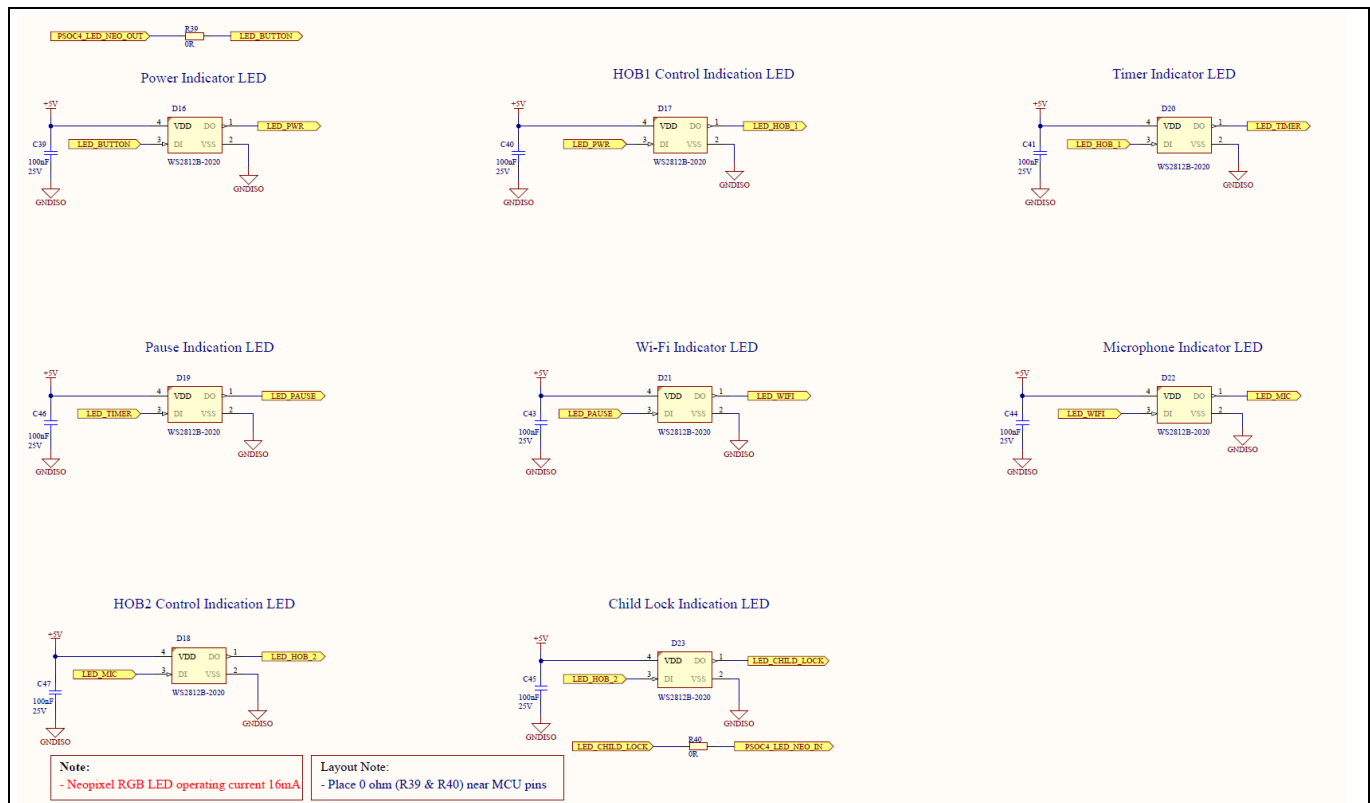 PSOC4_LED_NEO_OUT
R39
0R
LED_BUTTON
Power Indicator LED
+5V
D16
C39
100nF
25V
GNDISO
LED_BUTTON
4 VDD DO 1
3 DI VSS 2
WS2812B-2020
LED_PWR
GNDISO
HOB1 Control Indication LED
+5V
D17
C40
100nF
25V
GNDISO
LED_PWR
4 VDD DO 1
3 DI VSS 2
WS2812B-2020
LED_HOB_1
GNDISO
Timer Indicator LED
+5V
D20
C41
100nF
25V
GNDISO
LED_HOB_1
4 VDD DO 1
3 DI VSS 2
WS2812B-2020
LED_TIMER
GNDISO
Pause Indication LED
+5V
D19
C46
100nF
25V
GNDISO
LED_TIMER
4 VDD DO 1
3 DI VSS 2
WS2812B-2020
LED_PAUSE
GNDISO
Wi-Fi Indicator LED
+5V
D21
C43
100nF
25V
GNDISO
LED_PAUSE
4 VDD DO 1
3 DI VSS 2
WS2812B-2020
LED_WIFI
GNDISO
Microphone Indicator LED
+5V
D22
C44
100nF
25V
GNDISO
LED_WIFI
4 VDD DO 1
3 DI VSS 2
WS2812B-2020
LED_MIC
GNDISO
HOB2 Control Indication LED
+5V
D18
C47
100nF
25V
GNDISO
LED_MIC
4 VDD DO 1
3 DI VSS 2
WS2812B-2020
LED_HOB_2
GNDISO
Child Lock Indication LED
+5V
D23
C45
100nF
25V
GNDISO
LED_HOB_2
4 VDD DO 1
3 DI VSS 2
WS2812B-2020
LED_CHILD_LOCK
GNDISO
LED_CHILD_LOCK
R40
0R
PSOC4_LED_NEO_IN
Note:
- Neopixel RGB LED operating current 16mA
Layout Note:
- Place 0 ohm (R39 & R40) near MCU pins